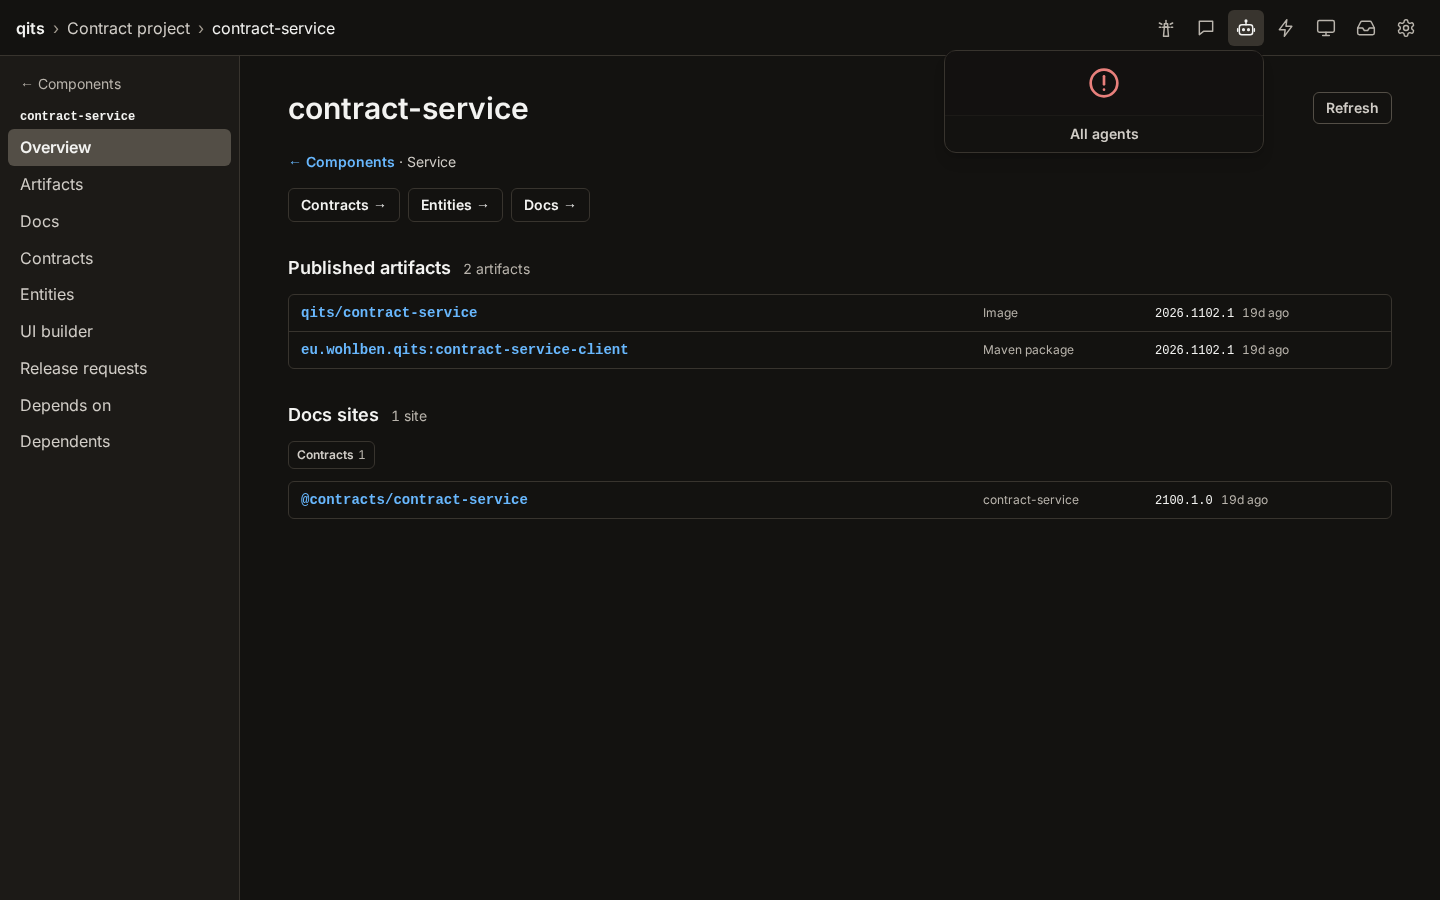 qits › Contract project › contract-service
All agents
← Components
contract-service
Overview
Artifacts
Docs
Contracts
Entities
UI builder
Release requests
Depends on
Dependents
contract-service
Refresh
← Components · Service
Contracts →
Entities →
Docs →
Published artifacts 2 artifacts
qits/contract-service Image 2026.1102.1 19d ago
eu.wohlben.qits:contract-service-client Maven package 2026.1102.1 19d ago
Docs sites 1 site
Contracts 1
@contracts/contract-service contract-service 2100.1.0 19d ago